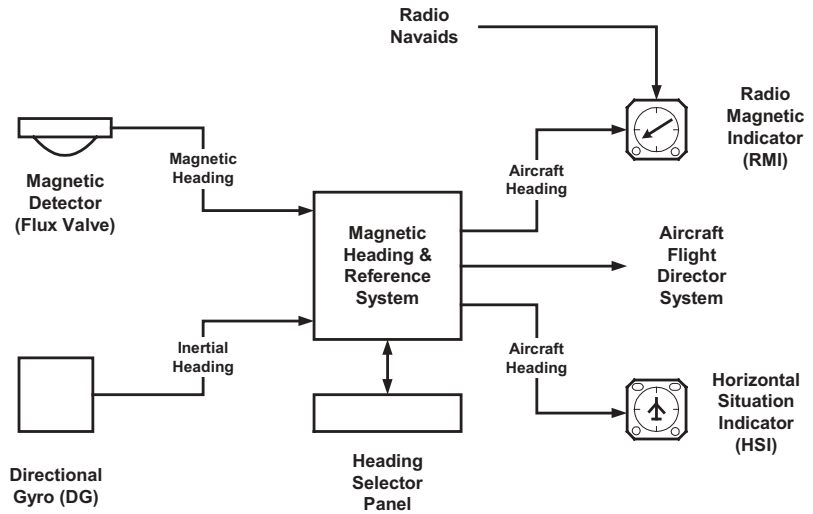 Radio
Navaids
Radio
Magnetic
Indicator
(RMI)
Magnetic
Heading
Aircraft
Heading
Magnetic
Detector
(Flux Valve)
Magnetic
Heading &
Reference
System
Aircraft
Flight
Director
System
Inertial
Heading
Aircraft
Heading
Horizontal
Situation
Indicator
(HSI)
Directional
Gyro (DG)
Heading
Selector
Panel